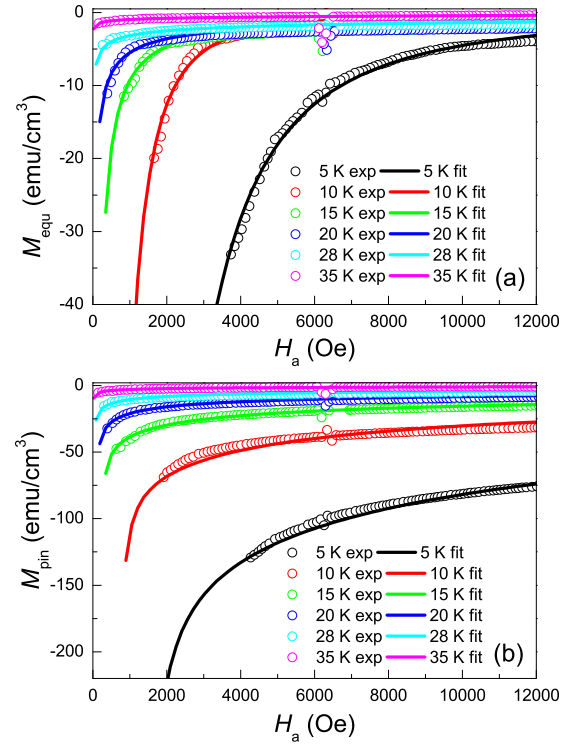 0
-10
-20
-30
-40
M_equ (emu/cm³)
5 K exp 5 K fit
10 K exp 10 K fit
15 K exp 15 K fit
20 K exp 20 K fit
28 K exp 28 K fit
35 K exp 35 K fit
(a)
0 2000 4000 6000 8000 10000 12000
H_a (Oe)
0
-50
-100
-150
-200
M_pin (emu/cm³)
5 K exp 5 K fit
10 K exp 10 K fit
15 K exp 15 K fit
20 K exp 20 K fit
28 K exp 28 K fit
35 K exp 35 K fit
(b)
0 2000 4000 6000 8000 10000 12000
H_a (Oe)